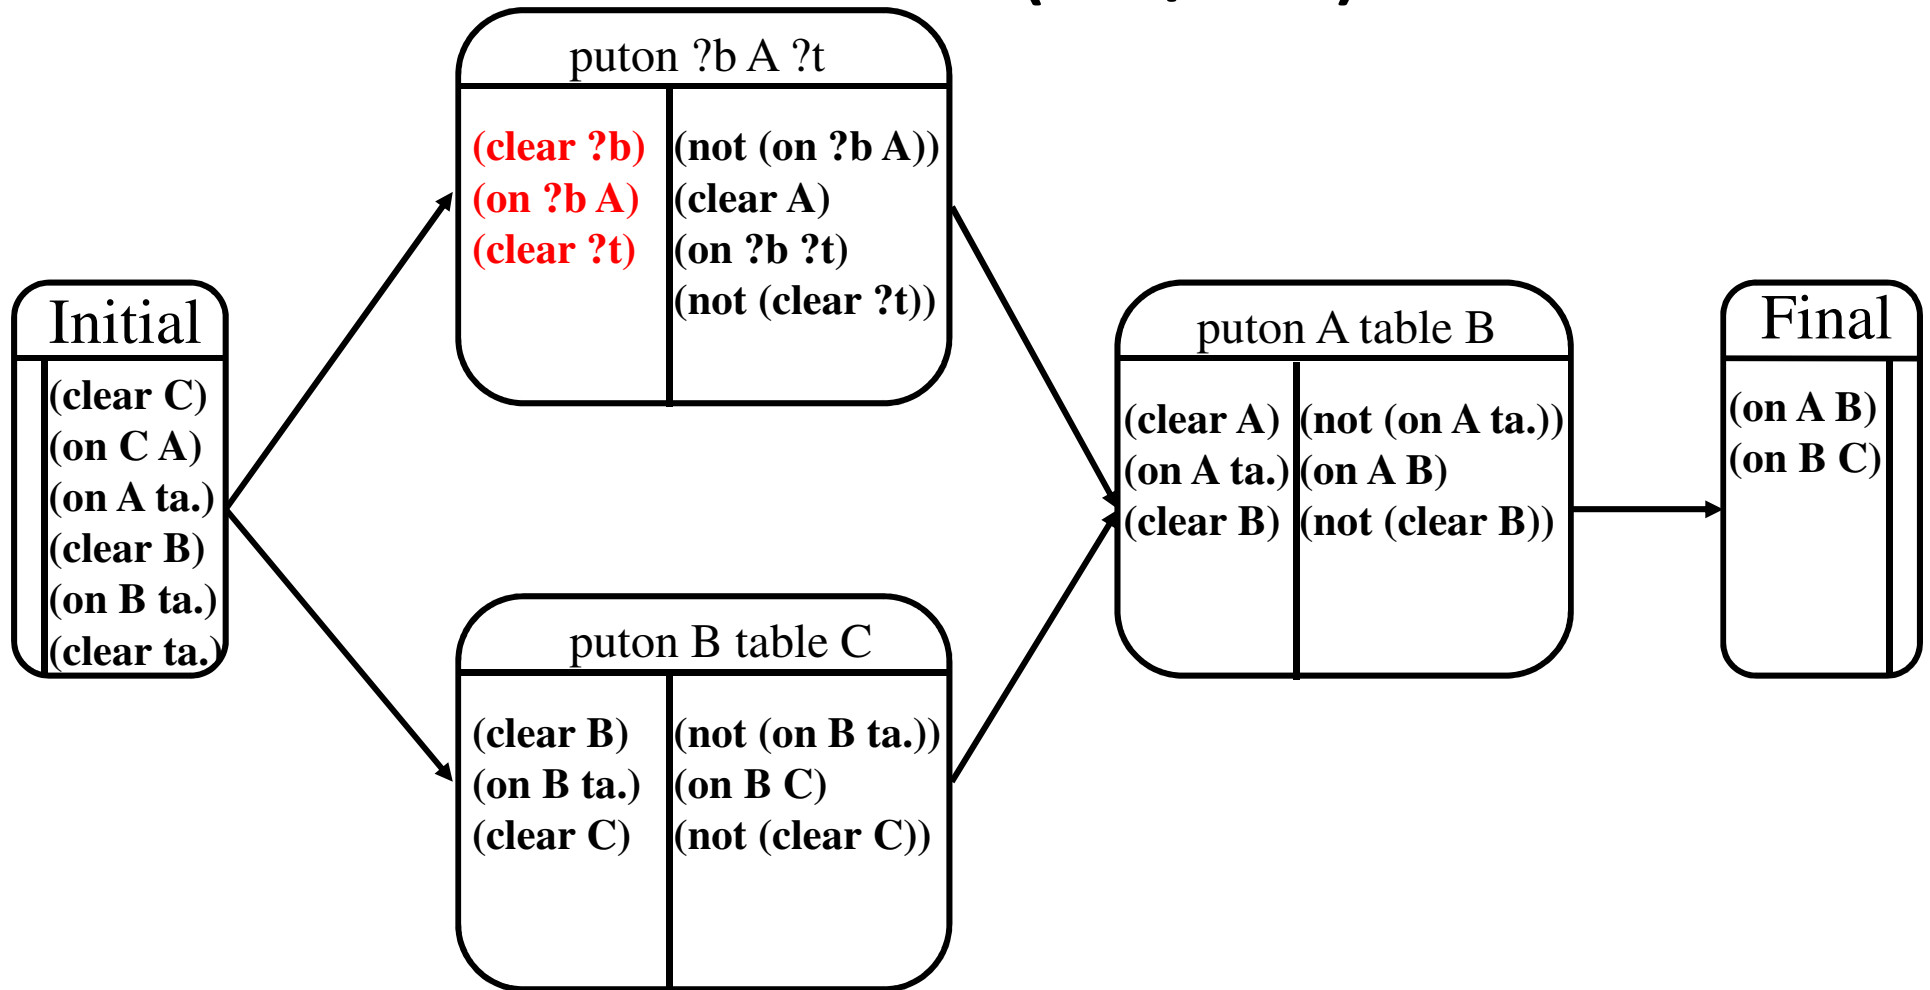 puton ?b A ?t
(clear ?b)
(on ?b A)
(clear ?t)
(not (on ?b A))
(clear A)
(on ?b ?t)
(not (clear ?t))
Initial
(clear C)
(on C A)
(on A ta.)
(clear B)
(on B ta.)
(clear ta.)
puton B table C
(clear B)
(on B ta.)
(clear C)
(not (on B ta.))
(on B C)
(not (clear C))
puton A table B
(clear A)
(on A ta.)
(clear B)
(not (on A ta.))
(on A B)
(not (clear B))
Final
(on A B)
(on B C)